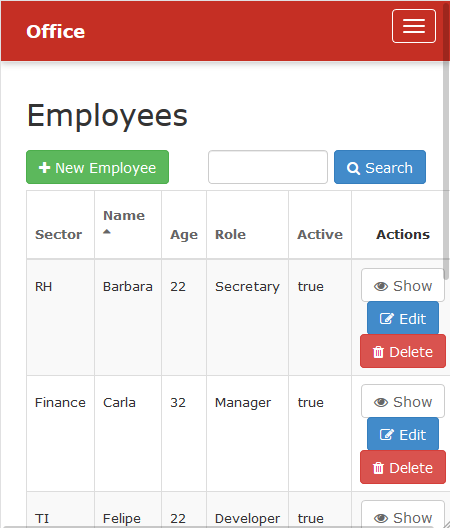 Office
Employees
New Employee
Search
Sector Name Age Role Active Actions
RH Barbara 22 Secretary true Show
Edit
Delete
Finance Carla 32 Manager true Show
Edit
Delete
TI Felipe 22 Developer true Show